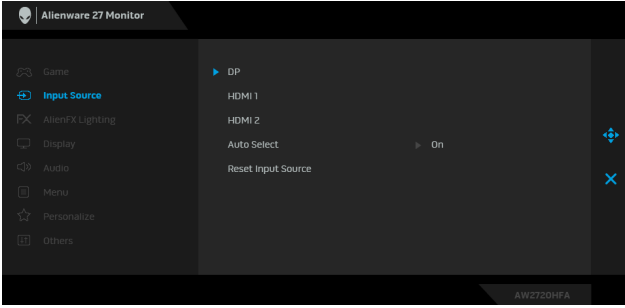 Alienware 27 Monitor
Game
Input Source
FX AlienFX Lighting
Display
Audio
Menu
Personalize
Others
DP
HDMI 1
HDMI 2
Auto Select On
Reset Input Source
AW2720HFA